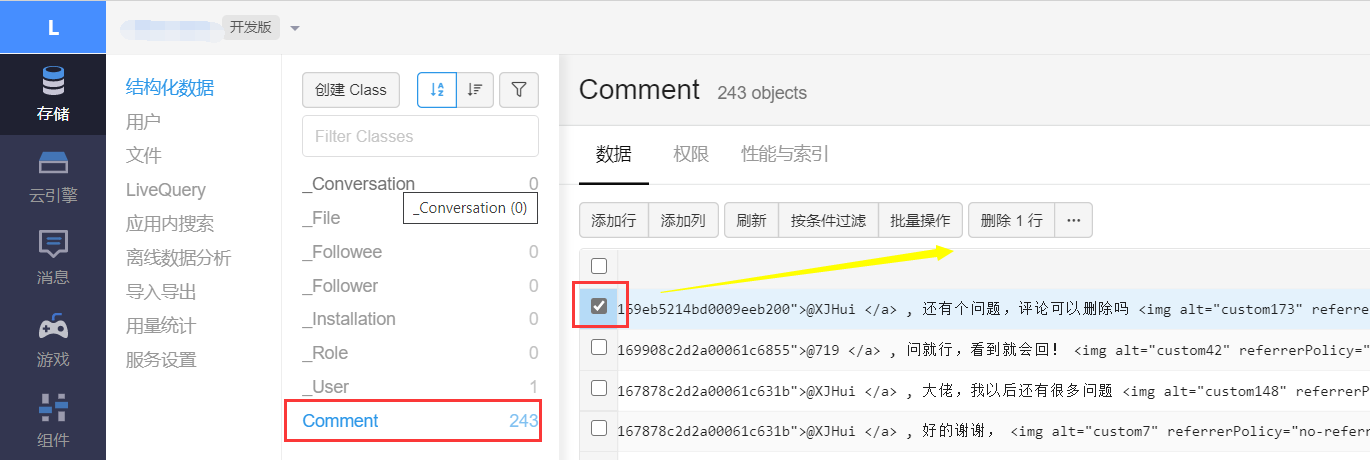 L
开发版
存储
云引擎
消息
游戏
组件
结构化数据
用户
文件
LiveQuery
应用内搜索
离线数据分析
导入导出
用量统计
服务设置
创建 Class
Filter Classes
_Conversation 0
_Conversation (0)
_File
_Followee 0
_Follower 0
_Installation 0
_Role 0
_User 1
Comment 243
Comment 243 objects
数据 权限 性能与索引
添加行 添加列 刷新 按条件过滤 批量操作 删除 1 行 ···
159eb5214bd0009eeb200">@XJHui </a> , 还有个问题，评论可以删除吗 <img alt="custom173" referre
169908c2d2a00061c6855">@719 </a> , 问就行，看到就会回！ <img alt="custom42" referrerPolicy="
167878c2d2a00061c631b">@XJHui </a> , 大佬，我以后还有很多问题 <img alt="custom148" referrerP
167878c2d2a00061c631b">@XJHui </a> , 好的谢谢， <img alt="custom7" referrerPolicy="no-refer